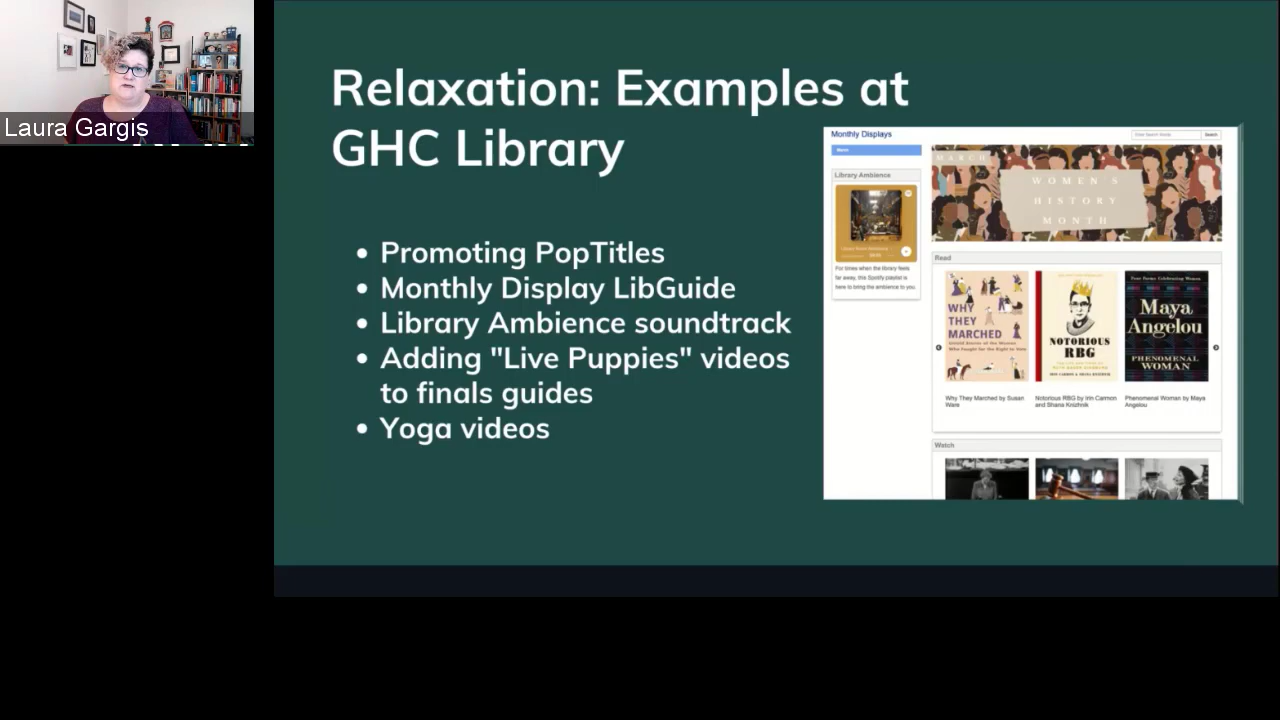 Laura Gargis
Relaxation: Examples at
GHC Library
• Promoting PopTitles
• Monthly Display LibGuide
• Library Ambience soundtrack
• Adding "Live Puppies" videos
to finals guides
• Yoga videos
Monthly Displays
Search
Library Ambience
For times when the library feels
far away, this Spotify playlist is
here to bring the ambience to you.
MARCH
WOMEN'S
HISTORY
MONTH
Read
WHY
THEY
MARCHED
NOTORIOUS
RBG
Maya
Angelou
PHENOMENAL
WOMAN
Why They Marched by Susan
Ware
Notorious RBG by Irin Carmon
and Shana Knizhnik
Phenomenal Woman by Maya
Angelou
Watch